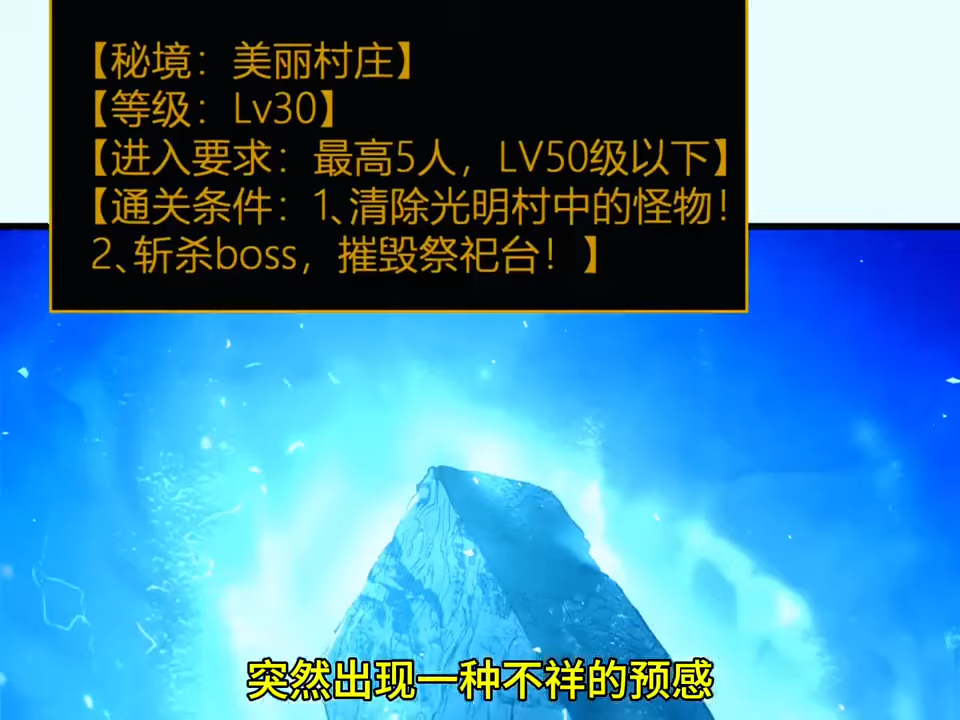 【秘境：美丽村庄】
【等级：Lv30】
【进入要求：最高5人，LV50级以下】
【通关条件：1、清除光明村中的怪物！
2、斩杀boss，摧毁祭祀台！】
突然出现一种不祥的预感